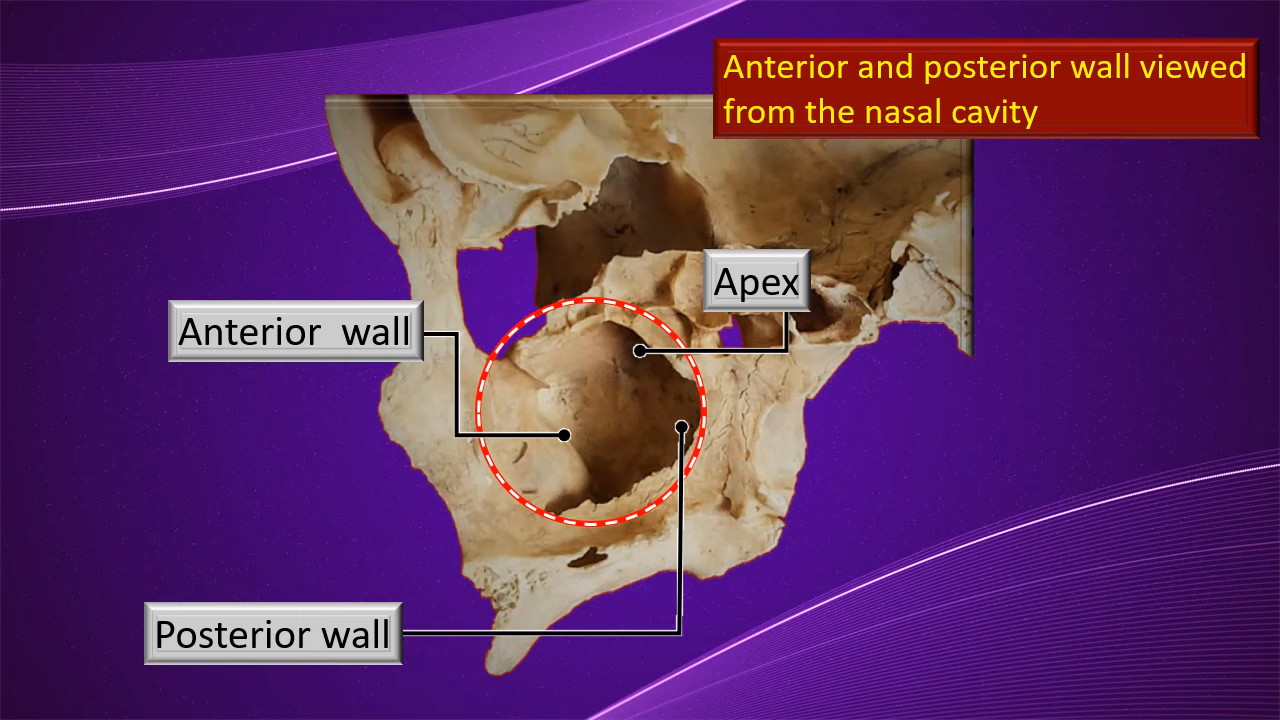 Anterior and posterior wall viewed
from the nasal cavity
Apex
Anterior wall
Posterior wall